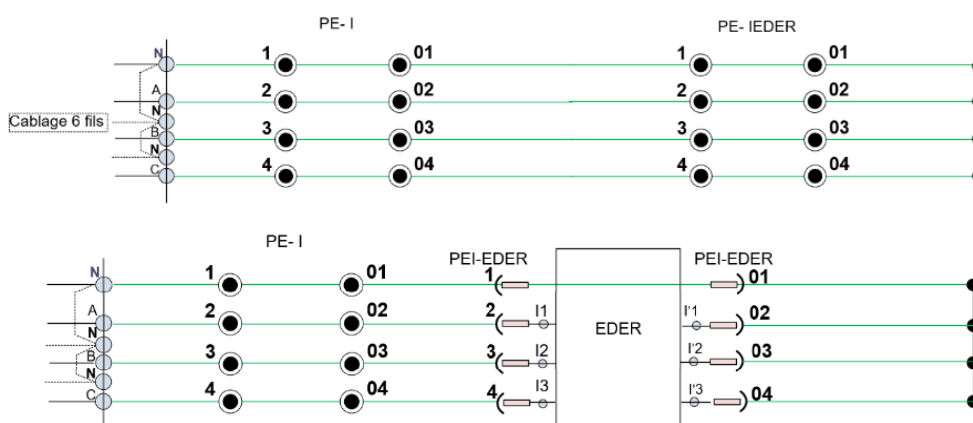 PE- I
PE- IEDER
N
1 01 1 01
A
2 02 2 02
N
Cablage 6 fils
B
3 03 3 03
N
C
4 04 4 04
PE- I
PEI-EDER PEI-EDER
N
1 01 1 01
A
2 02 2 I1 EDER I'1 02
N
B
3 03 3 I2 I'2 03
N
C
4 04 4 I3 I'3 04